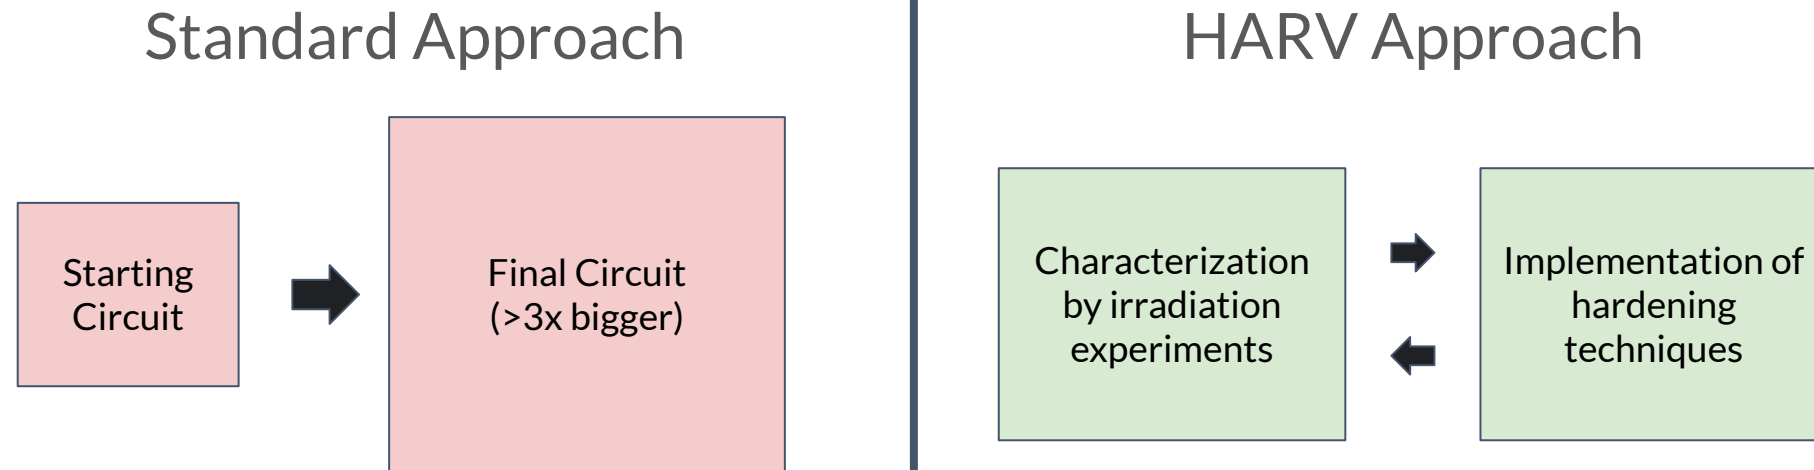 Standard Approach
Starting
Circuit
Final Circuit
(>3x bigger)
HARV Approach
Characterization
by irradiation
experiments
Implementation of
hardening
techniques